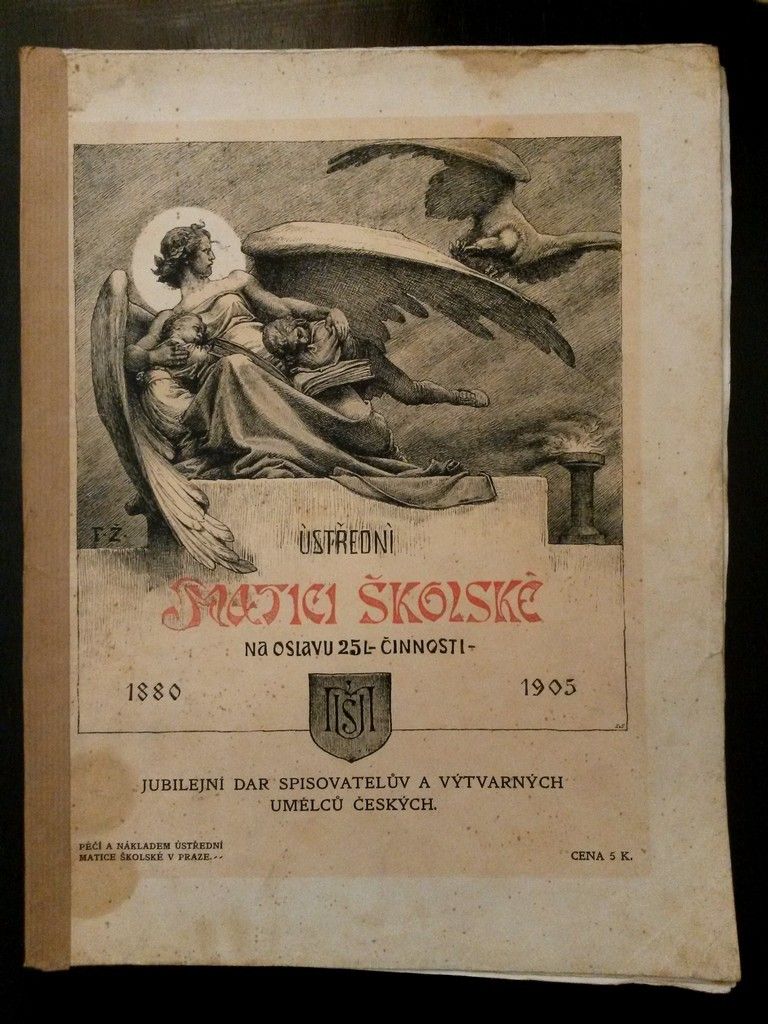 F Ž.
ÚSTŘEDNÍ
MATICI ŠKOLSKÉ
NA OSLAVU 25L- ČINNOSTI-
1880
1905
JUBILEJNÍ DAR SPISOVATELŮV A VÝTVARNÝCH
UMĚLCŮ ČESKÝCH.
PÉČÍ A NÁKLADEM ÚSTŘEDNÍ
MATICE ŠKOLSKÉ V PRAZE.--
CENA 5 K.